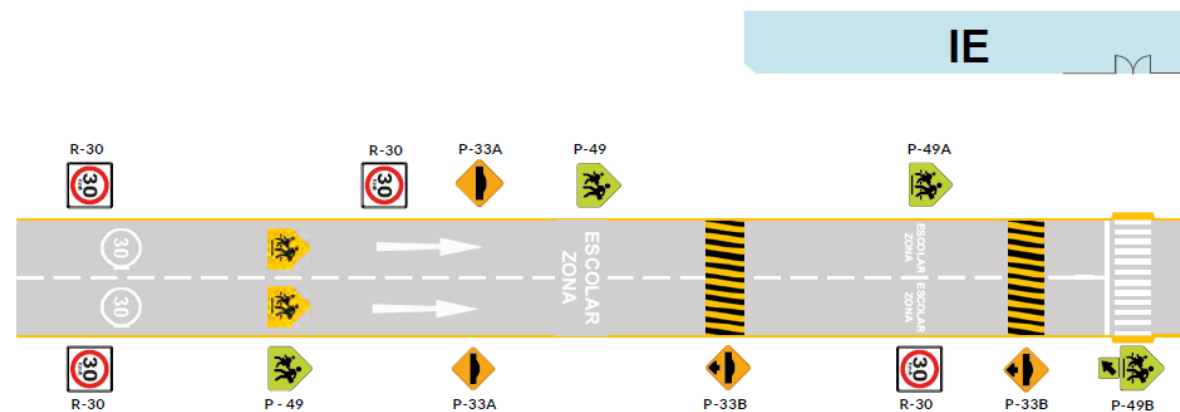 IE
R-30
R-30
P-33A
P-49
P-49A
30
30
30
30
ESCOLAR
ZONA
ESCOLAR
ZONA
ESCOLAR
ZONA
30
30
R-30
P - 49
P-33A
P-33B
R-30
P-33B
P-49B